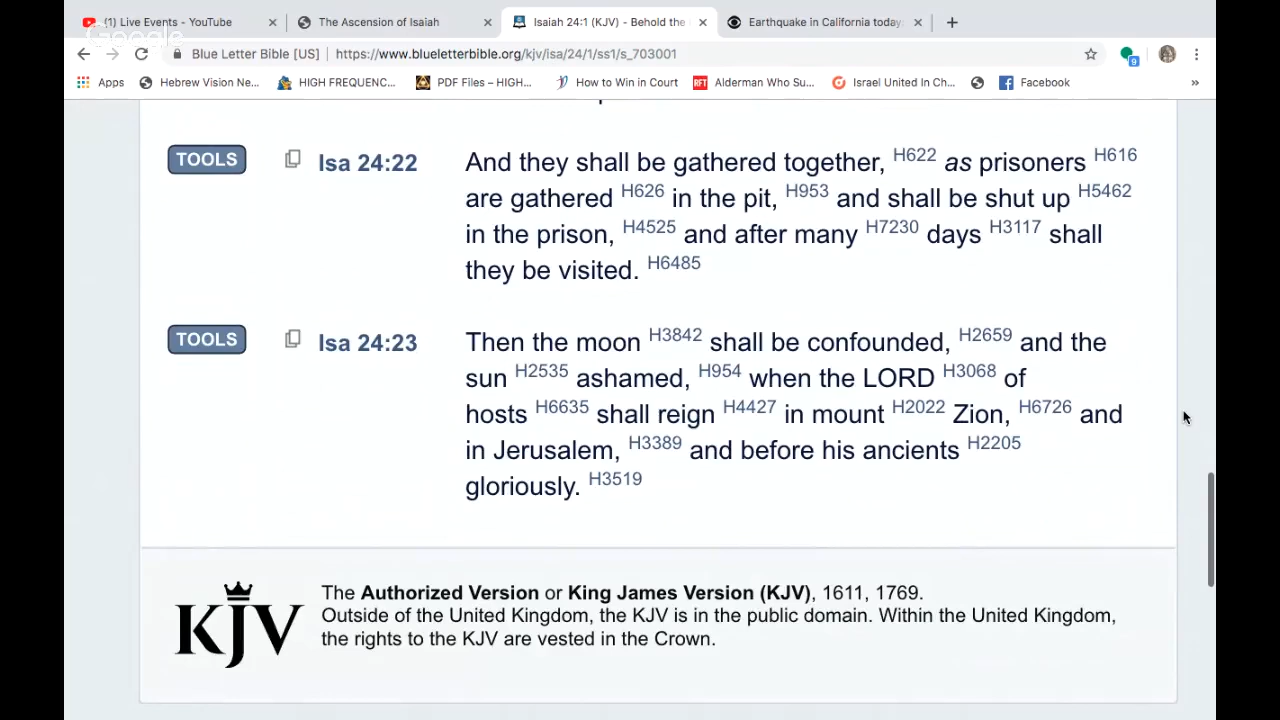 (1) Live Events - YouTube
The Ascension of Isaiah
Isaiah 24:1 (KJV) - Behold the
Earthquake in California today:
Google
Blue Letter Bible [US] | https://www.blueletterbible.org/kjv/isa/24/1/ss1/s_703001
9
Apps Hebrew Vision Ne... HIGH FREQUENC... PDF Files – HIGH... How to Win in Court RFT Alderman Who Su... Israel United In Ch... Facebook »
TOOLS Isa 24:22 And they shall be gathered together, H622 as prisoners H616
are gathered H626 in the pit, H953 and shall be shut up H5462
in the prison, H4525 and after many H7230 days H3117 shall
they be visited. H6485
TOOLS Isa 24:23 Then the moon H3842 shall be confounded, H2659 and the
sun H2535 ashamed, H954 when the LORD H3068 of
hosts H6635 shall reign H4427 in mount H2022 Zion, H6726 and
in Jerusalem, H3389 and before his ancients H2205
gloriously. H3519
KJV
The Authorized Version or King James Version (KJV), 1611, 1769.
Outside of the United Kingdom, the KJV is in the public domain. Within the United Kingdom,
the rights to the KJV are vested in the Crown.